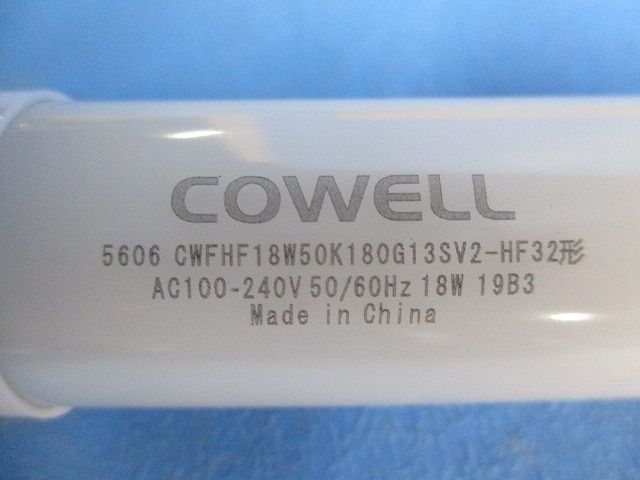 COWELL
5606 CWFHF18W50K180G13SV2-HF32形
AC100-240V 50/60Hz 18W 19B3
Made in China